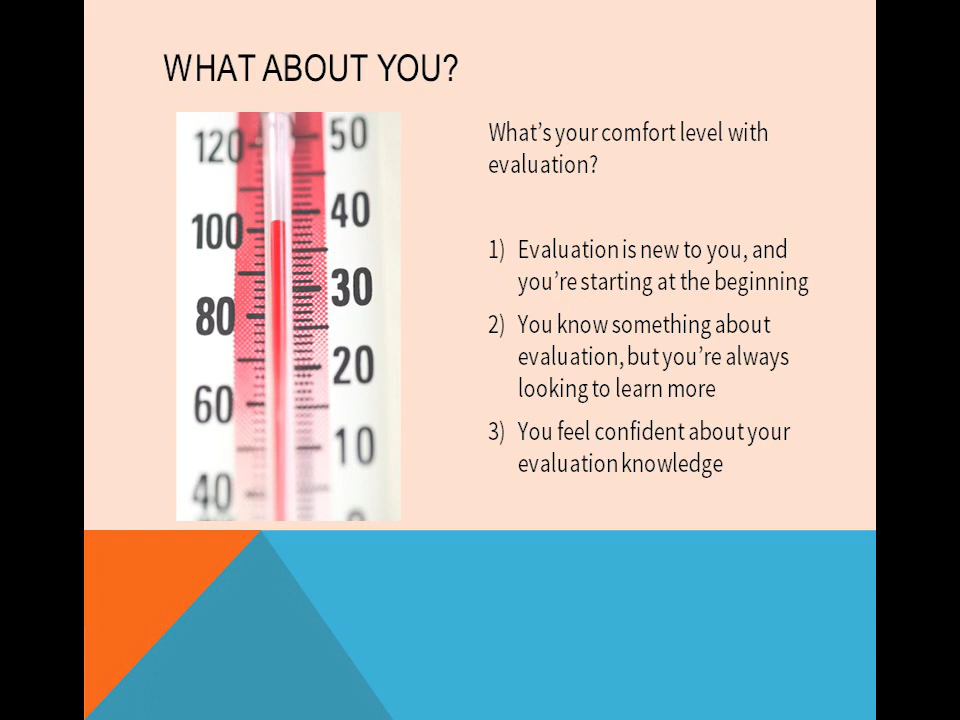 WHAT ABOUT YOU?
What's your comfort level with
evaluation?
1) Evaluation is new to you, and
you're starting at the beginning
2) You know something about
evaluation, but you're always
looking to learn more
3) You feel confident about your
evaluation knowledge
120 50
100 40
80 30
60 20
40 10
0